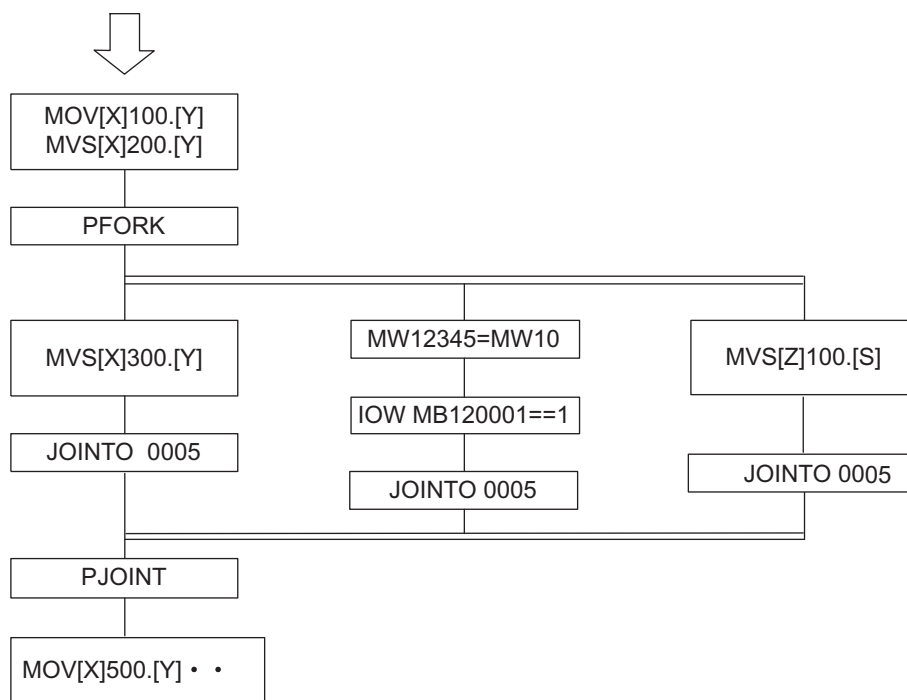 MOV[X]100.[Y]
MVS[X]200.[Y]
PFORK
MVS[X]300.[Y]
JOINTO 0005
MW12345=MW10
IOW MB120001==1
JOINTO 0005
MVS[Z]100.[S]
JOINTO 0005
PJOINT
MOV[X]500.[Y]・・